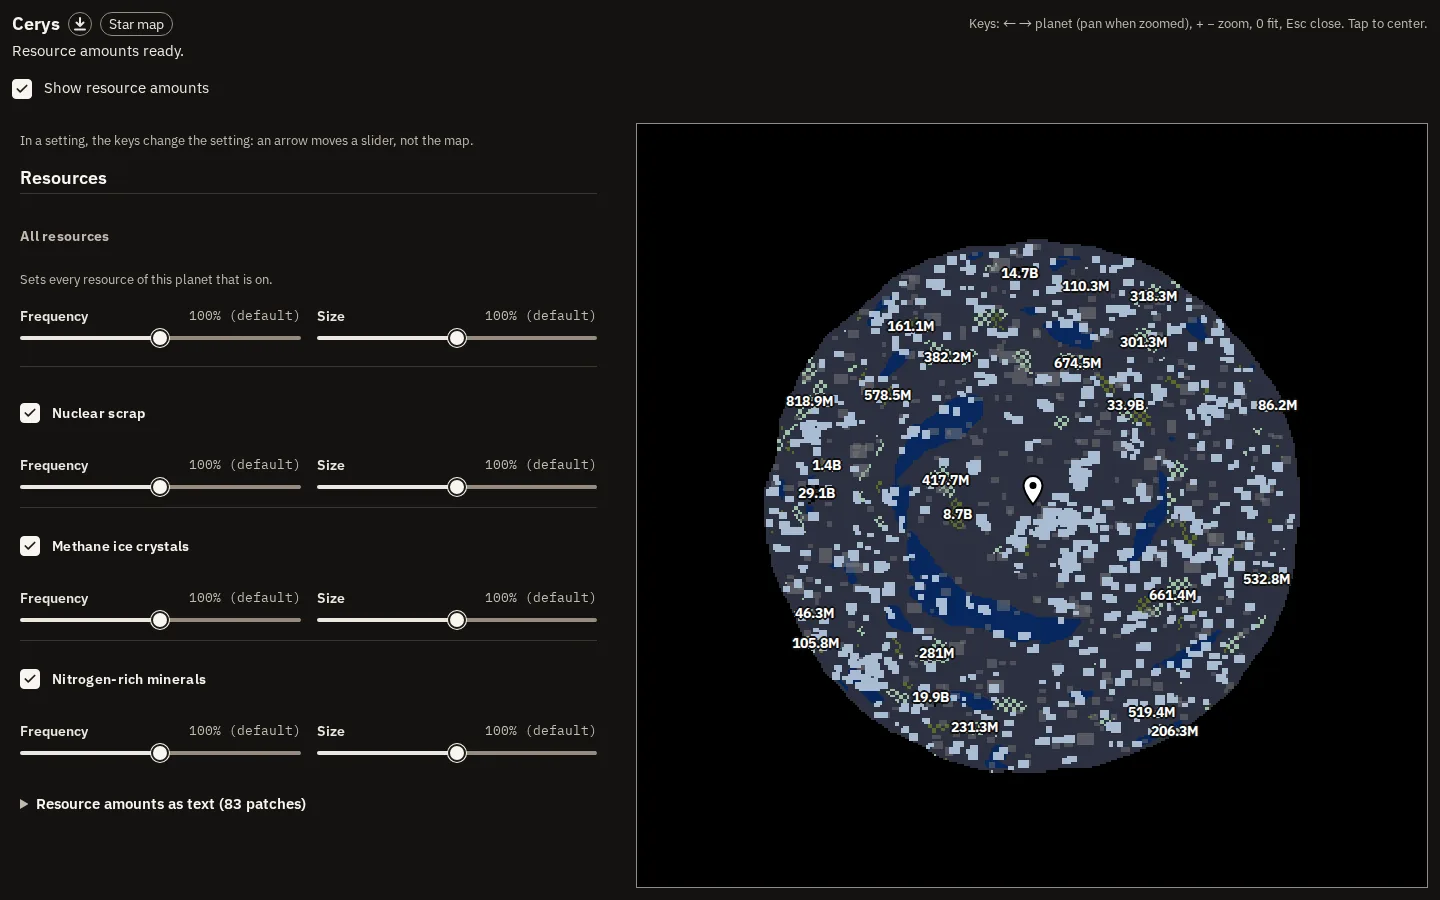 Cerys
Star map
Keys: ←→ planet (pan when zoomed), + − zoom, 0 fit, Esc close. Tap to center.
Resource amounts ready.
Show resource amounts
In a setting, the keys change the setting: an arrow moves a slider, not the map.
Resources
All resources
Sets every resource of this planet that is on.
Frequency 100% (default) Size 100% (default)
Nuclear scrap
Frequency 100% (default) Size 100% (default)
Methane ice crystals
Frequency 100% (default) Size 100% (default)
Nitrogen-rich minerals
Frequency 100% (default) Size 100% (default)
Resource amounts as text (83 patches)
14.7B
110.3M
318.3M
161.1M
301.3M
382.2M
674.5M
578.5M
818.9M
33.9B
86.2M
1.4B
417.7M
29.1B
8.7B
532.8M
661.4M
46.3M
105.8M
281M
19.9B
519.4M
231.3M
206.3M